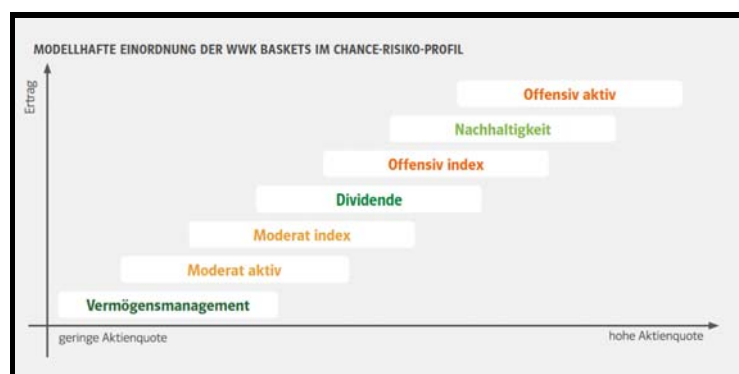 MODELLHAFTE EINORDNUNG DER WWK BASKETS IM CHANCE-RISIKO-PROFIL
Ertrag
Offensiv aktiv
Nachhaltigkeit
Offensiv index
Dividende
Moderat index
Moderat aktiv
Vermögensmanagement
geringe Aktienquote
hohe Aktienquote